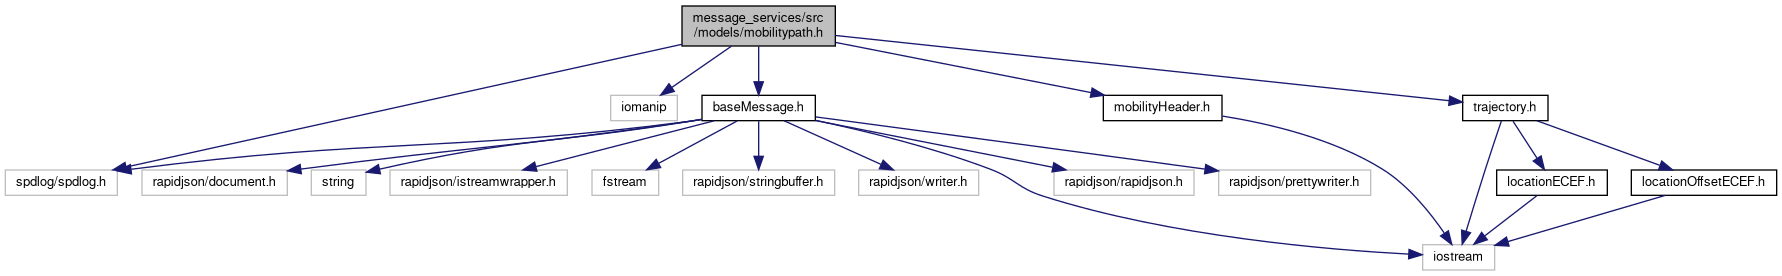 message_services/src
/models/mobilitypath.h
iomanip
baseMessage.h
mobilityHeader.h
trajectory.h
spdlog/spdlog.h
rapidjson/document.h
string
rapidjson/istreamwrapper.h
fstream
rapidjson/stringbuffer.h
rapidjson/writer.h
rapidjson/rapidjson.h
rapidjson/prettywriter.h
locationECEF.h
locationOffsetECEF.h
iostream